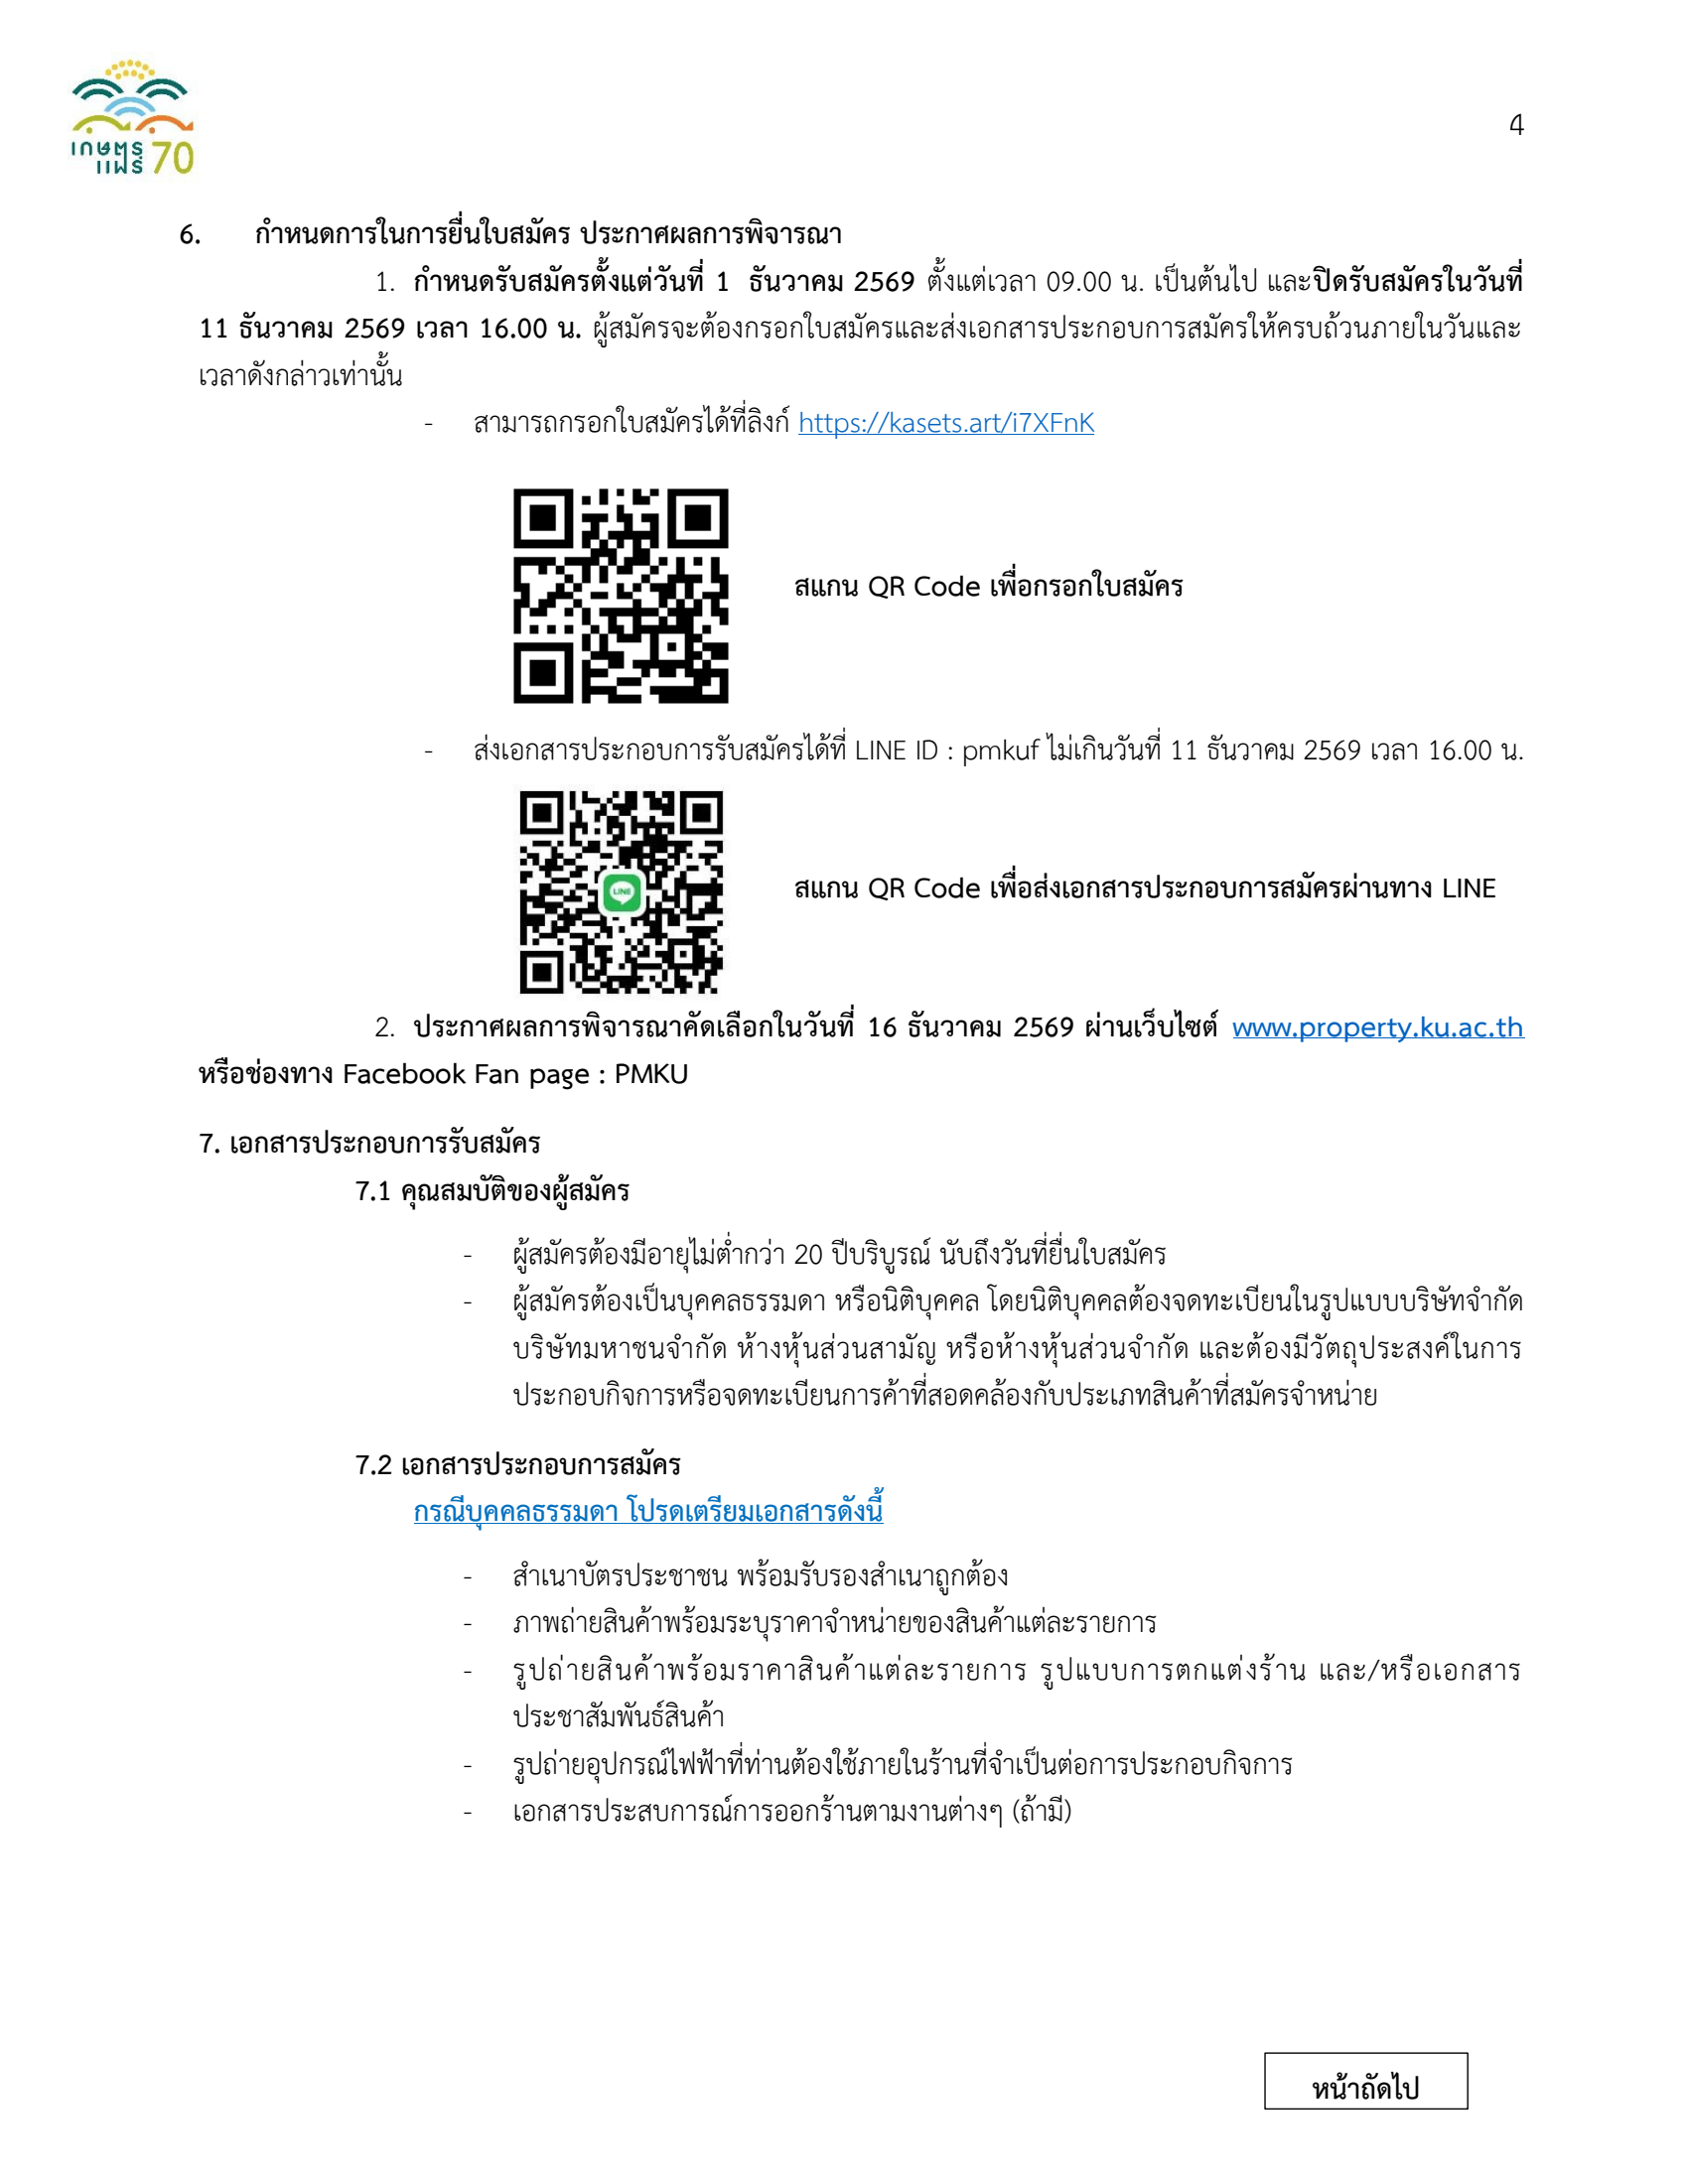 เกษตร
แฟร์ 70
4
6. กำหนดการในการยื่นใบสมัคร ประกาศผลการพิจารณา
1. กำหนดรับสมัครตั้งแต่วันที่ 1 ธันวาคม 2569 ตั้งแต่เวลา 09.00 น. เป็นต้นไป และปิดรับสมัครในวันที่
11 ธันวาคม 2569 เวลา 16.00 น. ผู้สมัครจะต้องกรอกใบสมัครและส่งเอกสารประกอบการสมัครให้ครบถ้วนภายในวันและ
เวลาดังกล่าวเท่านั้น
- สามารถกรอกใบสมัครได้ที่ลิงก์ https://kasets.art/i7XFnK
สแกน QR Code เพื่อกรอกใบสมัคร
- ส่งเอกสารประกอบการรับสมัครได้ที่ LINE ID : pmkuf ไม่เกินวันที่ 11 ธันวาคม 2569 เวลา 16.00 น.
LINE
สแกน QR Code เพื่อส่งเอกสารประกอบการสมัครผ่านทาง LINE
2. ประกาศผลการพิจารณาคัดเลือกในวันที่ 16 ธันวาคม 2569 ผ่านเว็บไซต์ www.property.ku.ac.th
หรือช่องทาง Facebook Fan page : PMKU
7. เอกสารประกอบการรับสมัคร
7.1 คุณสมบัติของผู้สมัคร
- ผู้สมัครต้องมีอายุไม่ต่ำกว่า 20 ปีบริบูรณ์ นับถึงวันที่ยื่นใบสมัคร
- ผู้สมัครต้องเป็นบุคคลธรรมดา หรือนิติบุคคล โดยนิติบุคคลต้องจดทะเบียนในรูปแบบบริษัทจำกัด
บริษัทมหาชนจำกัด ห้างหุ้นส่วนสามัญ หรือห้างหุ้นส่วนจำกัด และต้องมีวัตถุประสงค์ในการ
ประกอบกิจการหรือจดทะเบียนการค้าที่สอดคล้องกับประเภทสินค้าที่สมัครจำหน่าย
7.2 เอกสารประกอบการสมัคร
กรณีบุคคลธรรมดา โปรดเตรียมเอกสารดังนี้
- สำเนาบัตรประชาชน พร้อมรับรองสำเนาถูกต้อง
- ภาพถ่ายสินค้าพร้อมระบุราคาจำหน่ายของสินค้าแต่ละรายการ
- รูปถ่ายสินค้าพร้อมราคาสินค้าแต่ละรายการ รูปแบบการตกแต่งร้าน และ/หรือเอกสาร
ประชาสัมพันธ์สินค้า
- รูปถ่ายอุปกรณ์ไฟฟ้าที่ท่านต้องใช้ภายในร้านที่จำเป็นต่อการประกอบกิจการ
- เอกสารประสบการณ์การออกร้านตามงานต่างๆ (ถ้ามี)
หน้าถัดไป